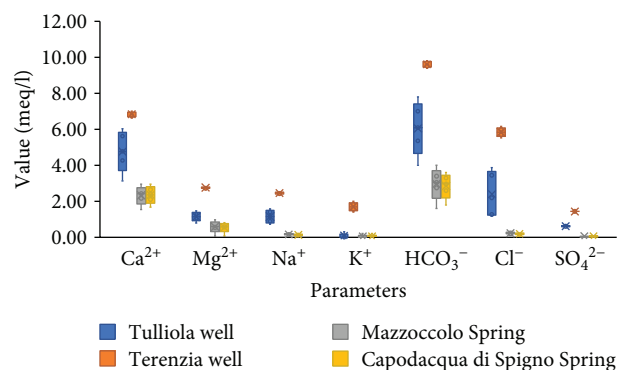 12.00
10.00
8.00
6.00
4.00
2.00
0.00
Value (meq/l)
Ca²⁺ Mg²⁺ Na⁺ K⁺ HCO₃⁻ Cl⁻ SO₄²⁻
Parameters
Tulliola well Mazzoccolo Spring
Terenzia well Capodacqua di Spigno Spring